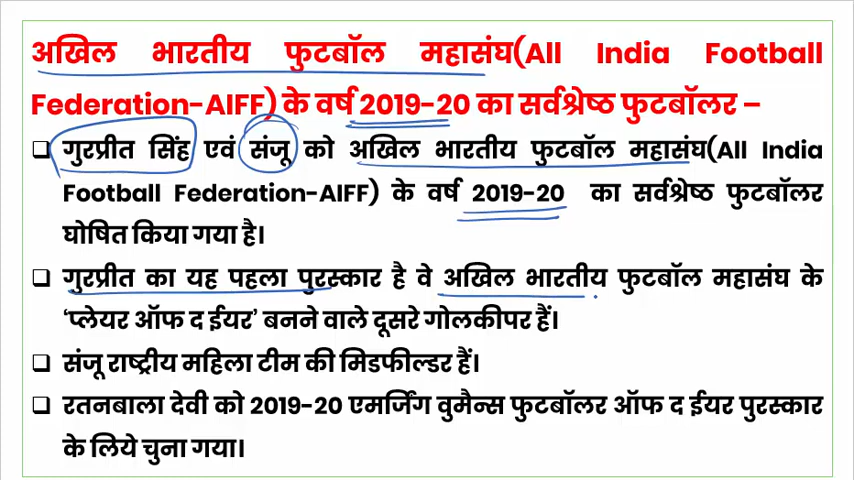 अखिल भारतीय फुटबॉल महासंघ(All India Football
Federation-AIFF) के वर्ष 2019-20 का सर्वश्रेष्ठ फुटबॉलर –
❑ गुरप्रीत सिंह एवं संजू को अखिल भारतीय फुटबॉल महासंघ(All India
Football Federation-AIFF) के वर्ष 2019-20 का सर्वश्रेष्ठ फुटबॉलर
घोषित किया गया है।
❑ गुरप्रीत का यह पहला पुरस्कार है वे अखिल भारतीय फुटबॉल महासंघ के
‘प्लेयर ऑफ द ईयर’ बनने वाले दूसरे गोलकीपर हैं।
❑ संजू राष्ट्रीय महिला टीम की मिडफील्डर हैं।
❑ रतनबाला देवी को 2019-20 एमर्जिंग वुमैन्स फुटबॉलर ऑफ द ईयर पुरस्कार
के लिये चुना गया।